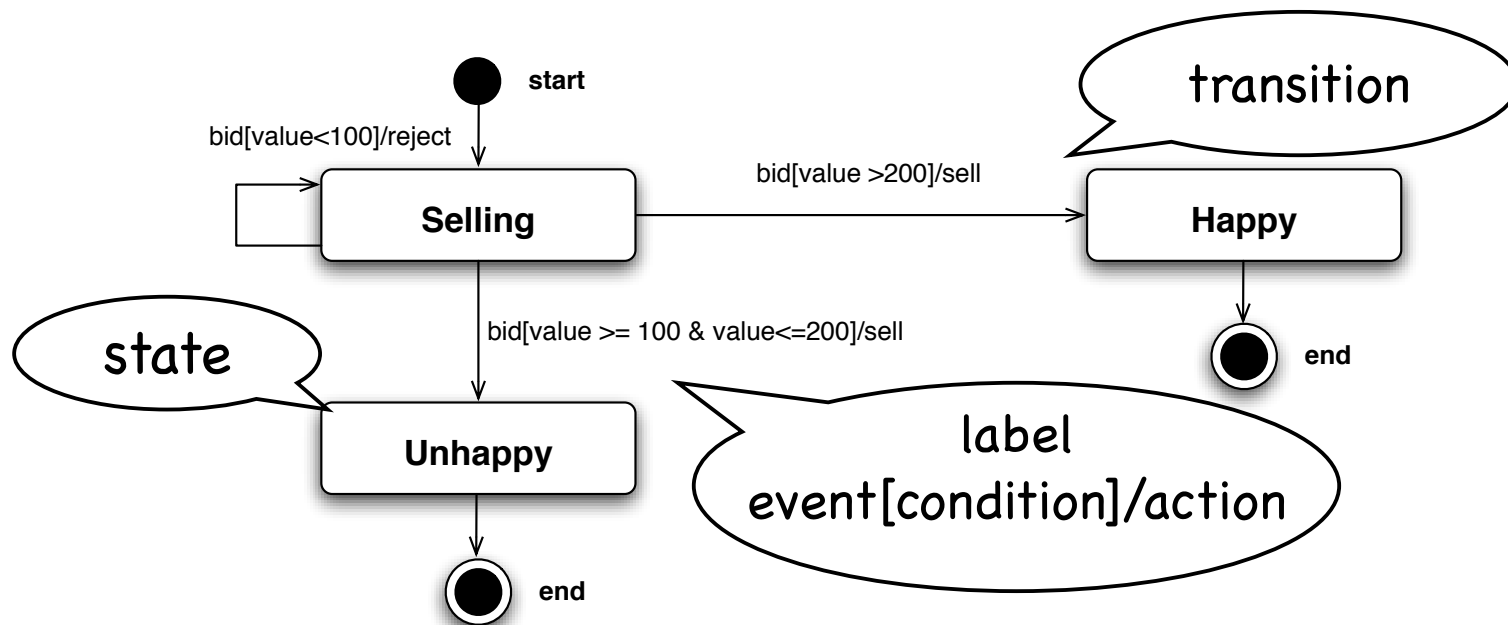 start
transition
bid[value<100]/reject
bid[value >200]/sell
Selling
Happy
bid[value >= 100 & value<=200]/sell
state
end
label
event[condition]/action
Unhappy
end